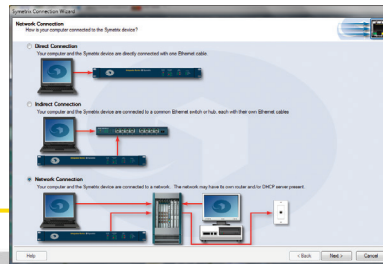 Symetrix Connection Wizard
Network Connection
How is your computer connected to the Symetrix device?
Direct Connection
Your computer and the Symetrix device are directly connected with one Ethernet cable.
Indirect Connection
Your computer and the Symetrix device are connected to a common Ethernet switch or hub, each with their own Ethernet cables
Network Connection
Your computer and the Symetrix device are connected to a network. The network may have its own router and/or DHCP server present.
Help
< Back
Next >
Cancel